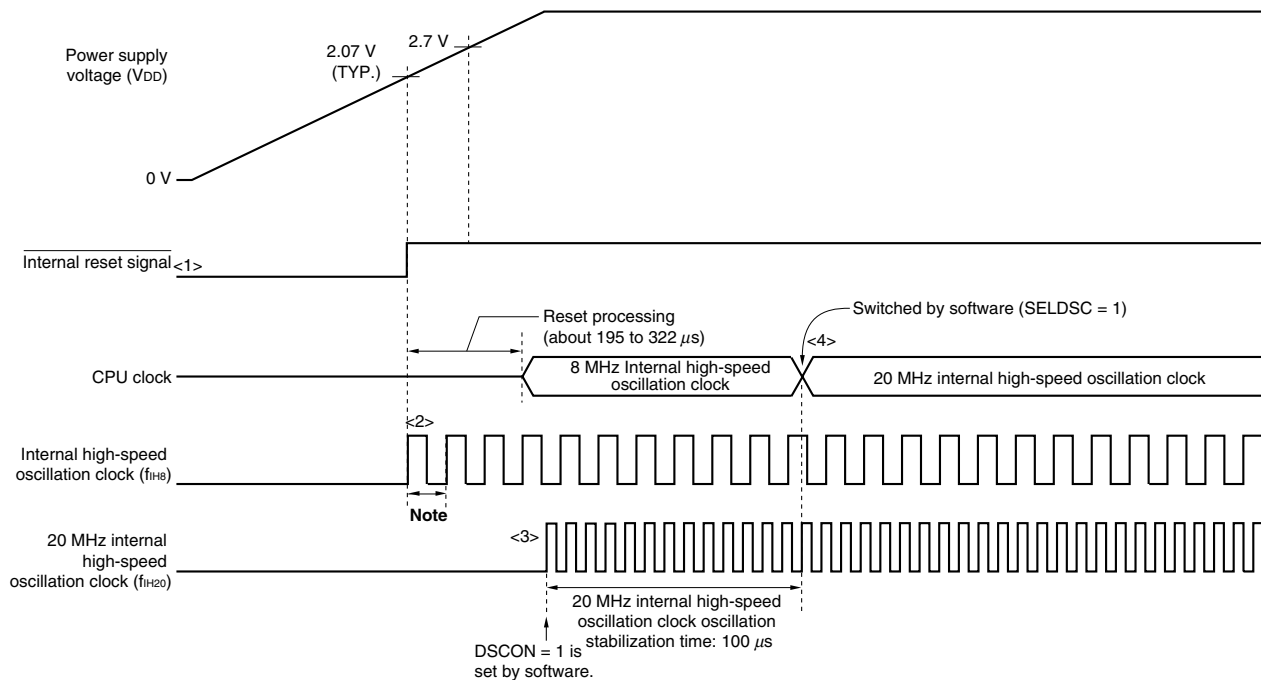 2.07 V
(TYP.)
2.7 V
Power supply
voltage (VDD)
0 V
Internal reset signal
<1>
Reset processing
(about 195 to 322 μs)
Switched by software (SELDSC = 1)
<4>
CPU clock
8 MHz Internal high-speed
oscillation clock
20 MHz internal high-speed oscillation clock
<2>
Internal high-speed
oscillation clock (fIH8)
Note
20 MHz internal
high-speed
oscillation clock (fIH20)
<3>
20 MHz internal high-speed
oscillation clock oscillation
stabilization time: 100 μs
DSCON = 1 is
set by software.